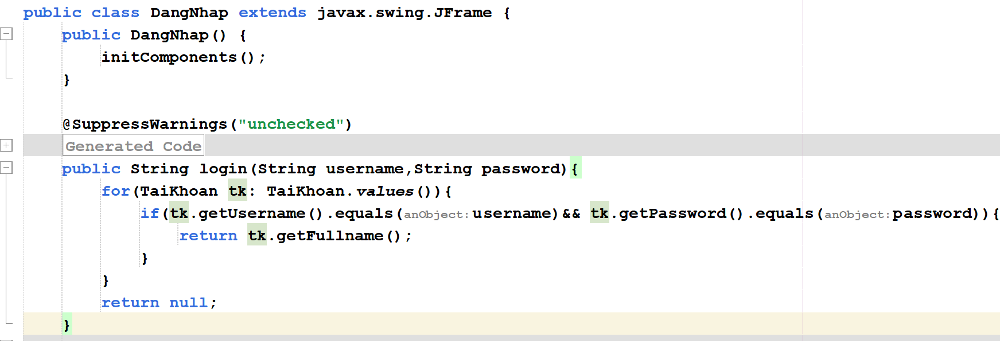 public class DangNhap extends javax.swing.JFrame {
public DangNhap() {
initComponents();
}
@SuppressWarnings("unchecked")
Generated Code
public String login(String username,String password){
for(TaiKhoan tk: TaiKhoan.values()){
if(tk.getUsername().equals(anObject:username)&& tk.getPassword().equals(anObject:password)){
return tk.getFullname();
}
}
return null;
}